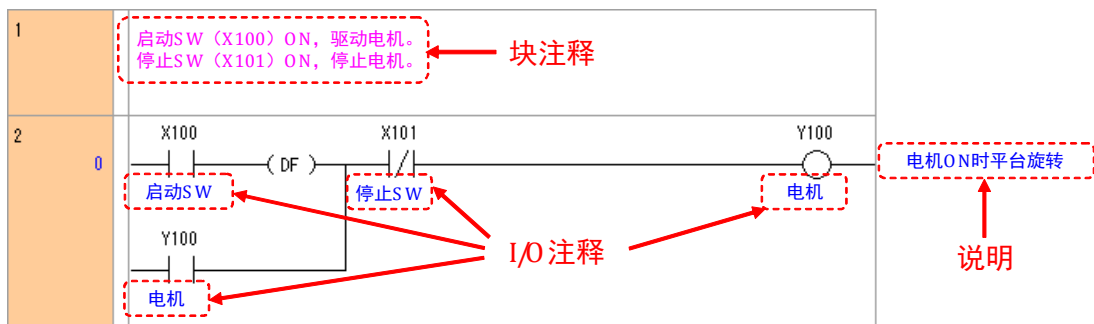 1
启动SW（X100）ON，驱动电机。
停止SW（X101）ON，停止电机。
块注释
2
0
X100
X101
Y100
( DF )
电机ON时平台旋转
启动SW
停止SW
电机
Y100
I/O注释
说明
电机